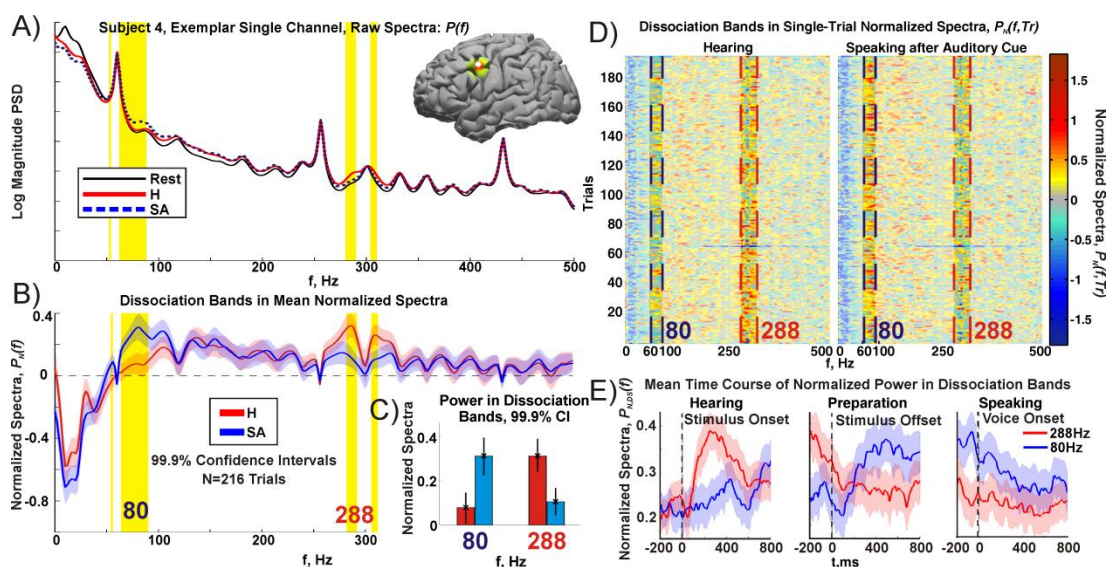 A)
Subject 4, Exemplar Single Channel, Raw Spectra: P(f)
Log Magnitude PSD
Rest
H
SA
0 100 200 300 400 500
f, Hz
B)
Dissociation Bands in Mean Normalized Spectra
Normalized Spectra, P_N(f)
0.4
0
-0.4
-0.8
H
SA
99.9% Confidence Intervals
N=216 Trials
80
288
0 100 200 300
f, Hz
C)
Power in Dissociation
Bands, 99.9% CI
Normalized Spectra
0.4
0.2
0
80 288
f, Hz
D)
Dissociation Bands in Single-Trial Normalized Spectra, P_N(f,Tr)
Hearing
Speaking after Auditory Cue
Trials
180
160
140
120
100
80
60
40
20
80 288
80 288
0 60 100 250 500
0 60 100 250 500
f, Hz
1.5
1
0.5
0
-0.5
-1
-1.5
Normalized Spectra, P_N(f,Tr)
E)
Mean Time Course of Normalized Power in Dissociation Bands
Normalized Spectra, P_N,DS(f)
Hearing
Stimulus Onset
Preparation
Stimulus Offset
Speaking
Voice Onset
288Hz
80Hz
0.4
0.3
0.2
-200 0 400 800
-200 0 400 800
-200 0 400 800
t,ms